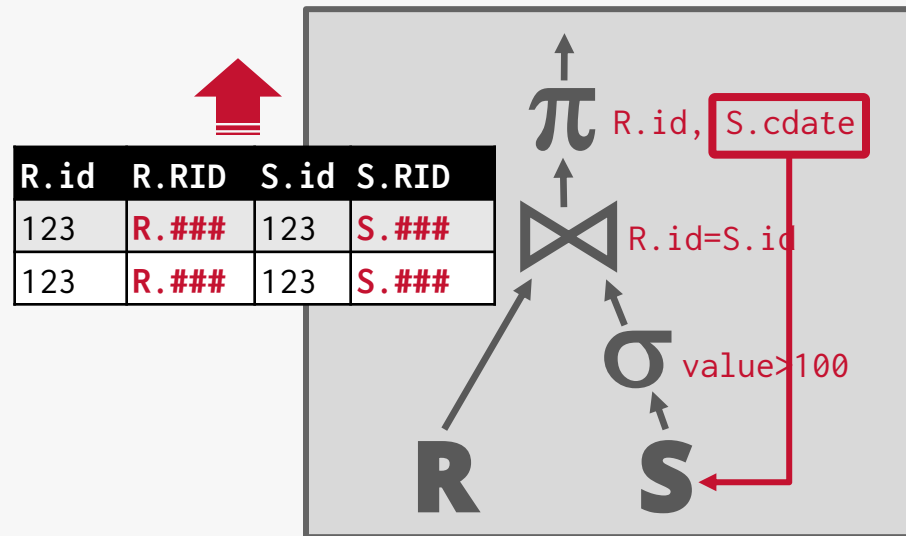 π R.id, S.cdate
R.id R.RID S.id S.RID
123 R.### 123 S.###
123 R.### 123 S.###
⋈ R.id=S.id
σ value>100
R S